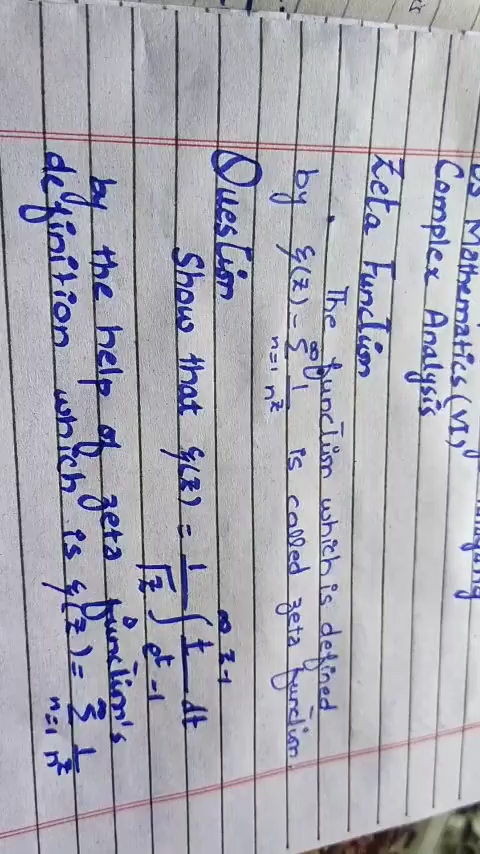 BS Mathematics (VI)
Complex Analysis
Zeta Function
The function which is defined
by ξ(z) = Σ_{n=1}^{∞} 1/n^z is called zeta function
Question
Show that ξ(z) = 1/Γz ∫^∞ t^{z-1}/(e^t - 1) dt
by the help of zeta function's
definition which is ξ(z) = Σ_{n=1}^{∞} 1/n^z